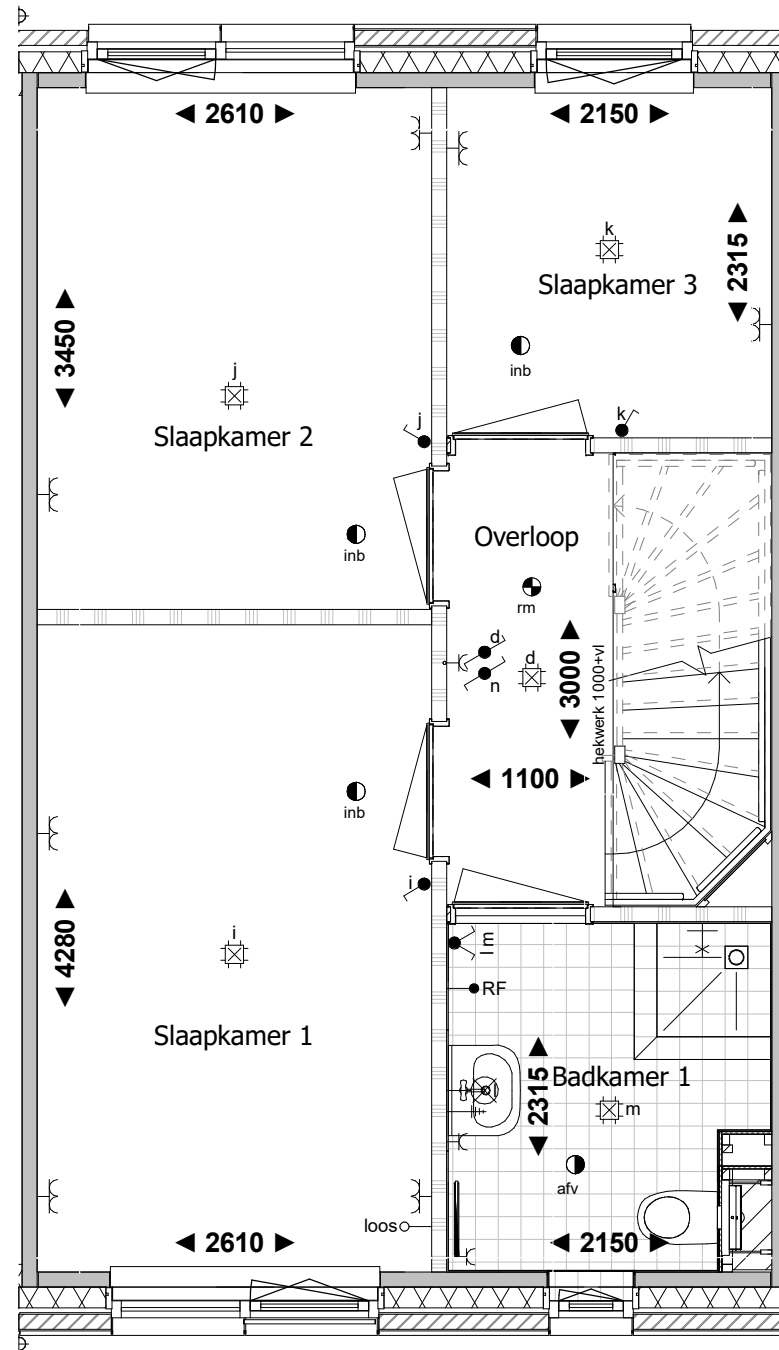 2610
2150
k
2315
Slaapkamer 3
3450
inb
j
k
j
Slaapkamer 2
Overloop
inb
rm
d
d
n
3000
hekwerk 1000+vl
1100
inb
i
l m
4280
i
RF
Slaapkamer 1
2315
Badkamer 1
m
afv
loos
2610
2150